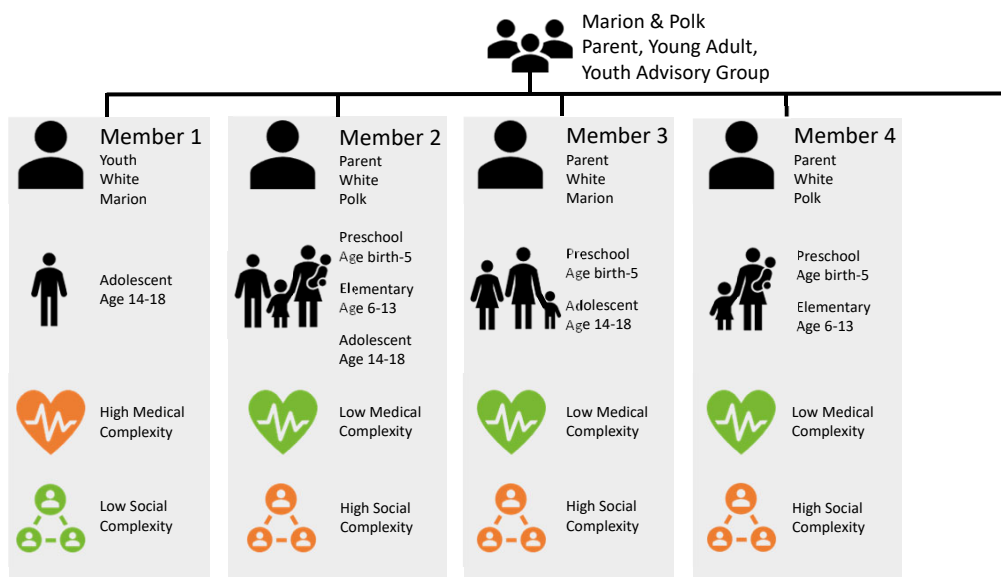 Marion & Polk
Parent, Young Adult,
Youth Advisory Group
Member 1
Youth
White
Marion
Adolescent
Age 14-18
High Medical
Complexity
Low Social
Complexity
Member 2
Parent
White
Polk
Preschool
Age birth-5
Elementary
Age 6-13
Adolescent
Age 14-18
Low Medical
Complexity
High Social
Complexity
Member 3
Parent
White
Marion
Preschool
Age birth-5
Adolescent
Age 14-18
Low Medical
Complexity
High Social
Complexity
Member 4
Parent
White
Polk
Preschool
Age birth-5
Elementary
Age 6-13
Low Medical
Complexity
High Social
Complexity